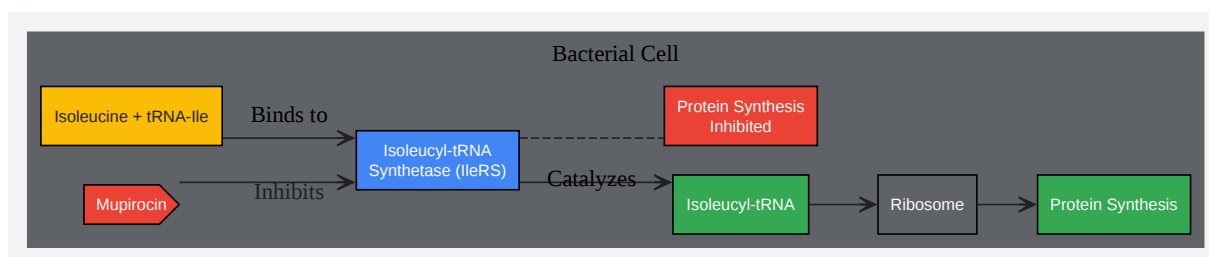 Bacterial Cell
Isoleucine + tRNA-Ile
Binds to
Protein Synthesis
Inhibited
Isoleucyl-tRNA
Synthetase (IleRS)
Mupirocin
Inhibits
Catalyzes
Isoleucyl-tRNA
Ribosome
Protein Synthesis